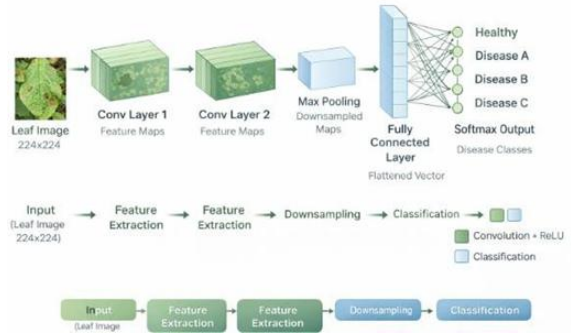 Healthy
Disease A
Disease B
Disease C
Leaf Image
224x224
Conv Layer 1
Feature Maps
Conv Layer 2
Feature Maps
Max Pooling
Downsampled
Maps
Fully
Connected
Layer
Flattened Vector
Softmax Output
Disease Classes
Input
(Leaf Image
224x224)
Feature
Extraction
Feature
Extraction
Downsampling
Classification
Convolution + ReLU
Classification
Input
(Leaf Image
Feature
Extraction
Feature
Extraction
Downsampling
Classification